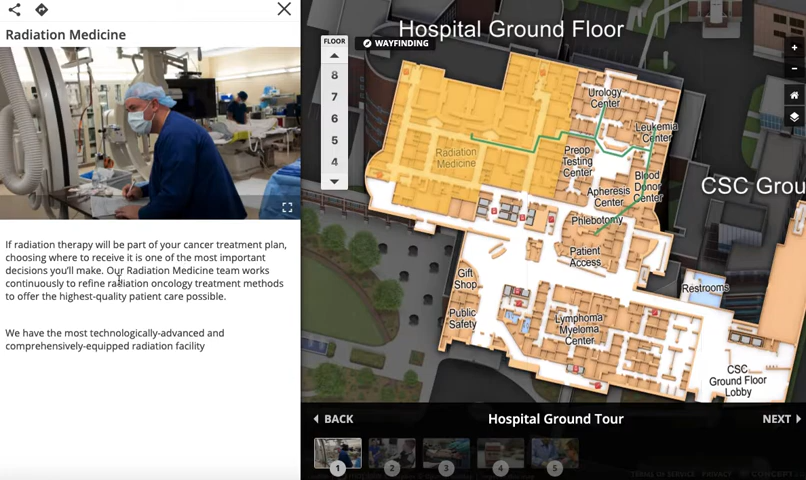 Radiation Medicine
If radiation therapy will be part of your cancer treatment plan,
choosing where to receive it is one of the most important
decisions you'll make. Our Radiation Medicine team works
continuously to refine radiation oncology treatment methods
to offer the highest-quality patient care possible.
We have the most technologically-advanced and
comprehensively-equipped radiation facility
Hospital Ground Floor
FLOOR
WAYFINDING
8
7
6
5
4
Urology
Center
Leukemia
Center
Radiation
Medicine
Preop
Testing
Center
Blood
Donor
Center
Apheresis
Center
CSC Grou
Phlebotomy
Patient
Access
Gift
Shop
Restrooms
Public
Safety
Lymphoma
Myeloma
Center
CSC
Ground Floor
Lobby
BACK
Hospital Ground Tour
NEXT
1
2
3
4
5
TERMS OF SERVICE
PRIVACY